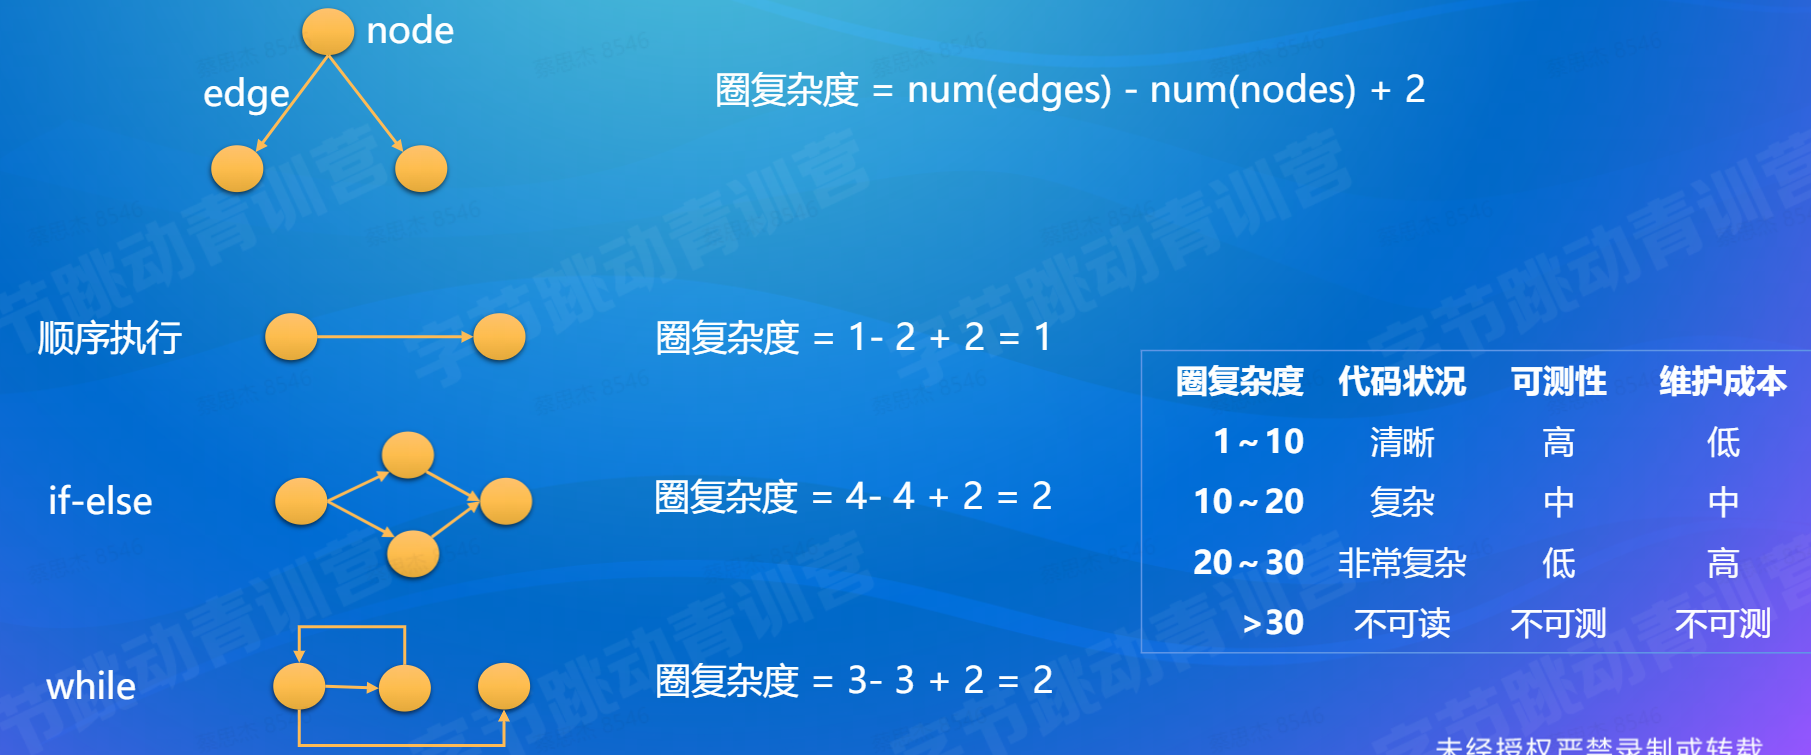 node
edge
圈复杂度 = num(edges) - num(nodes) + 2
顺序执行
圈复杂度 = 1- 2 + 2 = 1
if-else
圈复杂度 = 4- 4 + 2 = 2
while
圈复杂度 = 3- 3 + 2 = 2
圈复杂度 代码状况 可测性 维护成本
1~10 清晰 高 低
10~20 复杂 中 中
20~30 非常复杂 低 高
>30 不可读 不可测 不可测
字节跳动青训营
未经授权严禁录制或转载